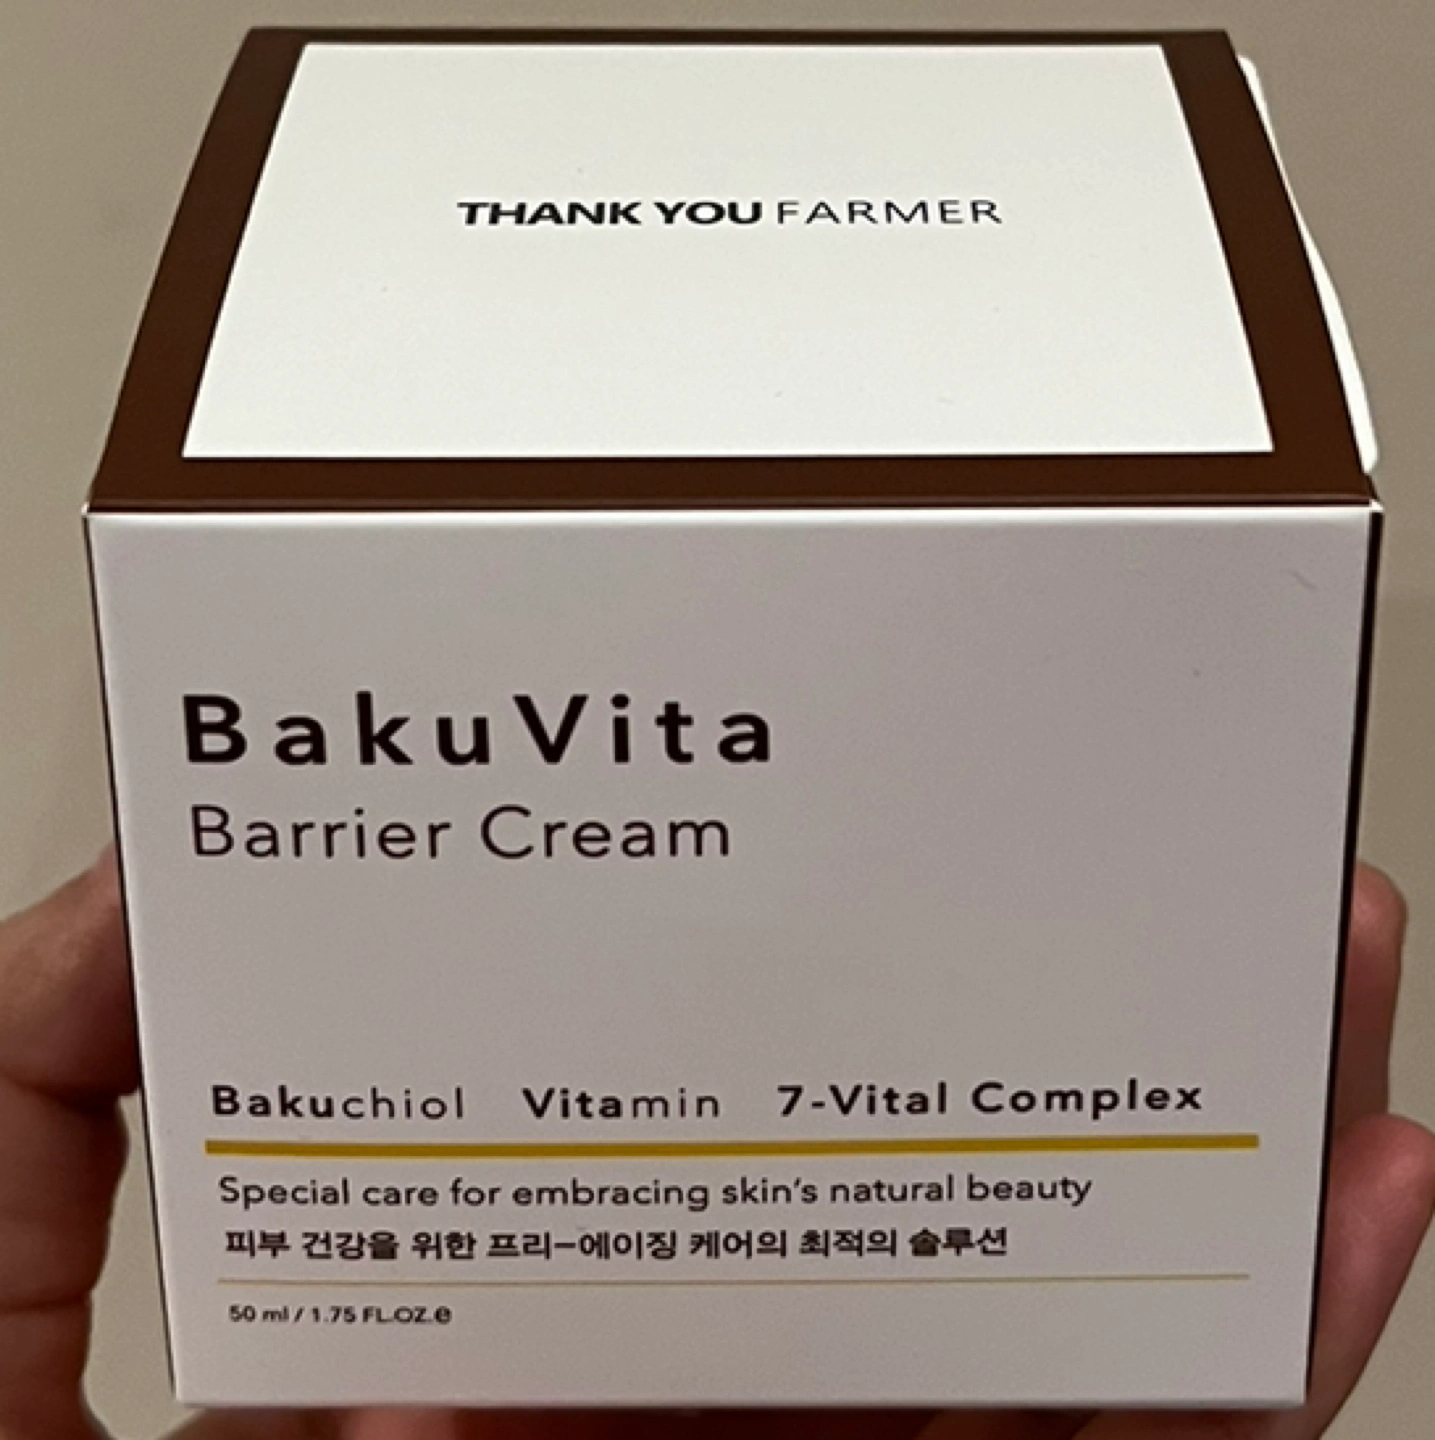 THANK YOU FARMER
BakuVita
Barrier Cream
Bakuchiol Vitamin 7-Vital Complex
Special care for embracing skin's natural beauty
피부 건강을 위한 프리-에이징 케어의 최적의 솔루션
50 ml / 1.75 FL.OZ.e